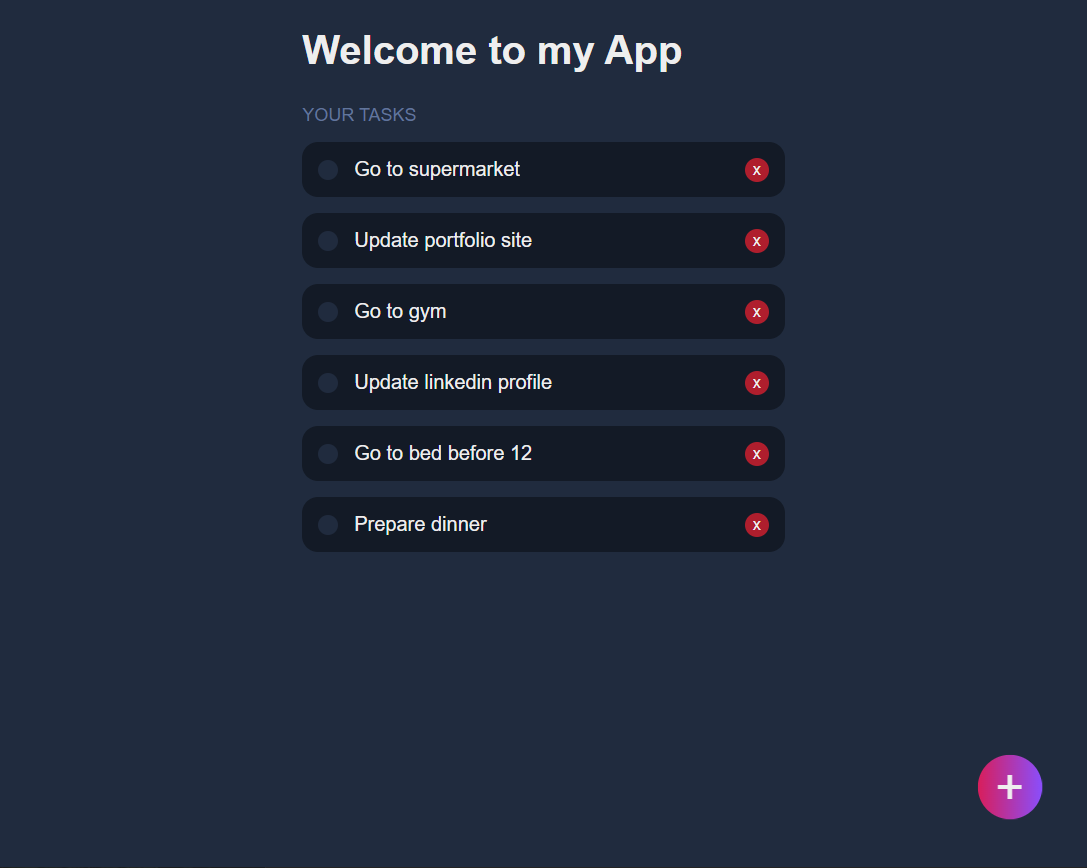 Welcome to my App
YOUR TASKS
Go to supermarket x
Update portfolio site x
Go to gym x
Update linkedin profile x
Go to bed before 12 x
Prepare dinner x
+